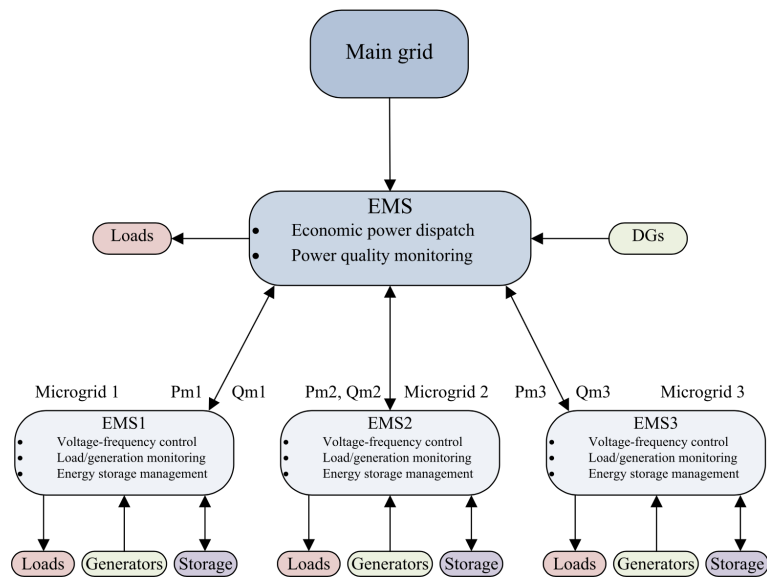 Main grid
EMS
• Economic power dispatch
• Power quality monitoring
Loads
DGs
Microgrid 1
Pm1
Qm1
Pm2, Qm2
Microgrid 2
Pm3
Qm3
Microgrid 3
EMS1
• Voltage-frequency control
• Load/generation monitoring
• Energy storage management
EMS2
• Voltage-frequency control
• Load/generation monitoring
• Energy storage management
EMS3
• Voltage-frequency control
• Load/generation monitoring
• Energy storage management
Loads
Generators
Storage
Loads
Generators
Storage
Loads
Generators
Storage